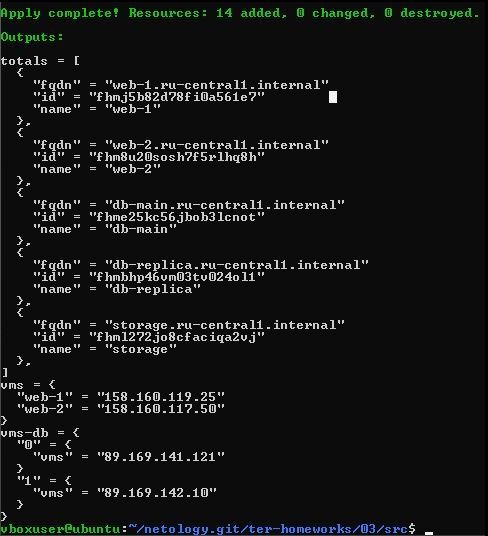 Apply complete! Resources: 14 added, 0 changed, 0 destroyed.
Outputs:
totals = [
  {
    "fqdn" = "web-1.ru-central1.internal"
    "id" = "fhmj5b82d78fi0a561e7"
    "name" = "web-1"
  },
  {
    "fqdn" = "web-2.ru-central1.internal"
    "id" = "fhm8u20sosh7f5rlhq8h"
    "name" = "web-2"
  },
  {
    "fqdn" = "db-main.ru-central1.internal"
    "id" = "fhme25kc56jbob3lcnot"
    "name" = "db-main"
  },
  {
    "fqdn" = "db-replica.ru-central1.internal"
    "id" = "fhmbhp46vm03tv024ol1"
    "name" = "db-replica"
  },
  {
    "fqdn" = "storage.ru-central1.internal"
    "id" = "fhml272jo8cfaciqa2vj"
    "name" = "storage"
  },
]
vms = {
  "web-1" = "158.160.119.25"
  "web-2" = "158.160.117.50"
}
vms-db = {
  "0" = {
    "vms" = "89.169.141.121"
  }
  "1" = {
    "vms" = "89.169.142.10"
  }
}
vboxuser@ubuntu:~/netology.git/ter-homeworks/03/src$